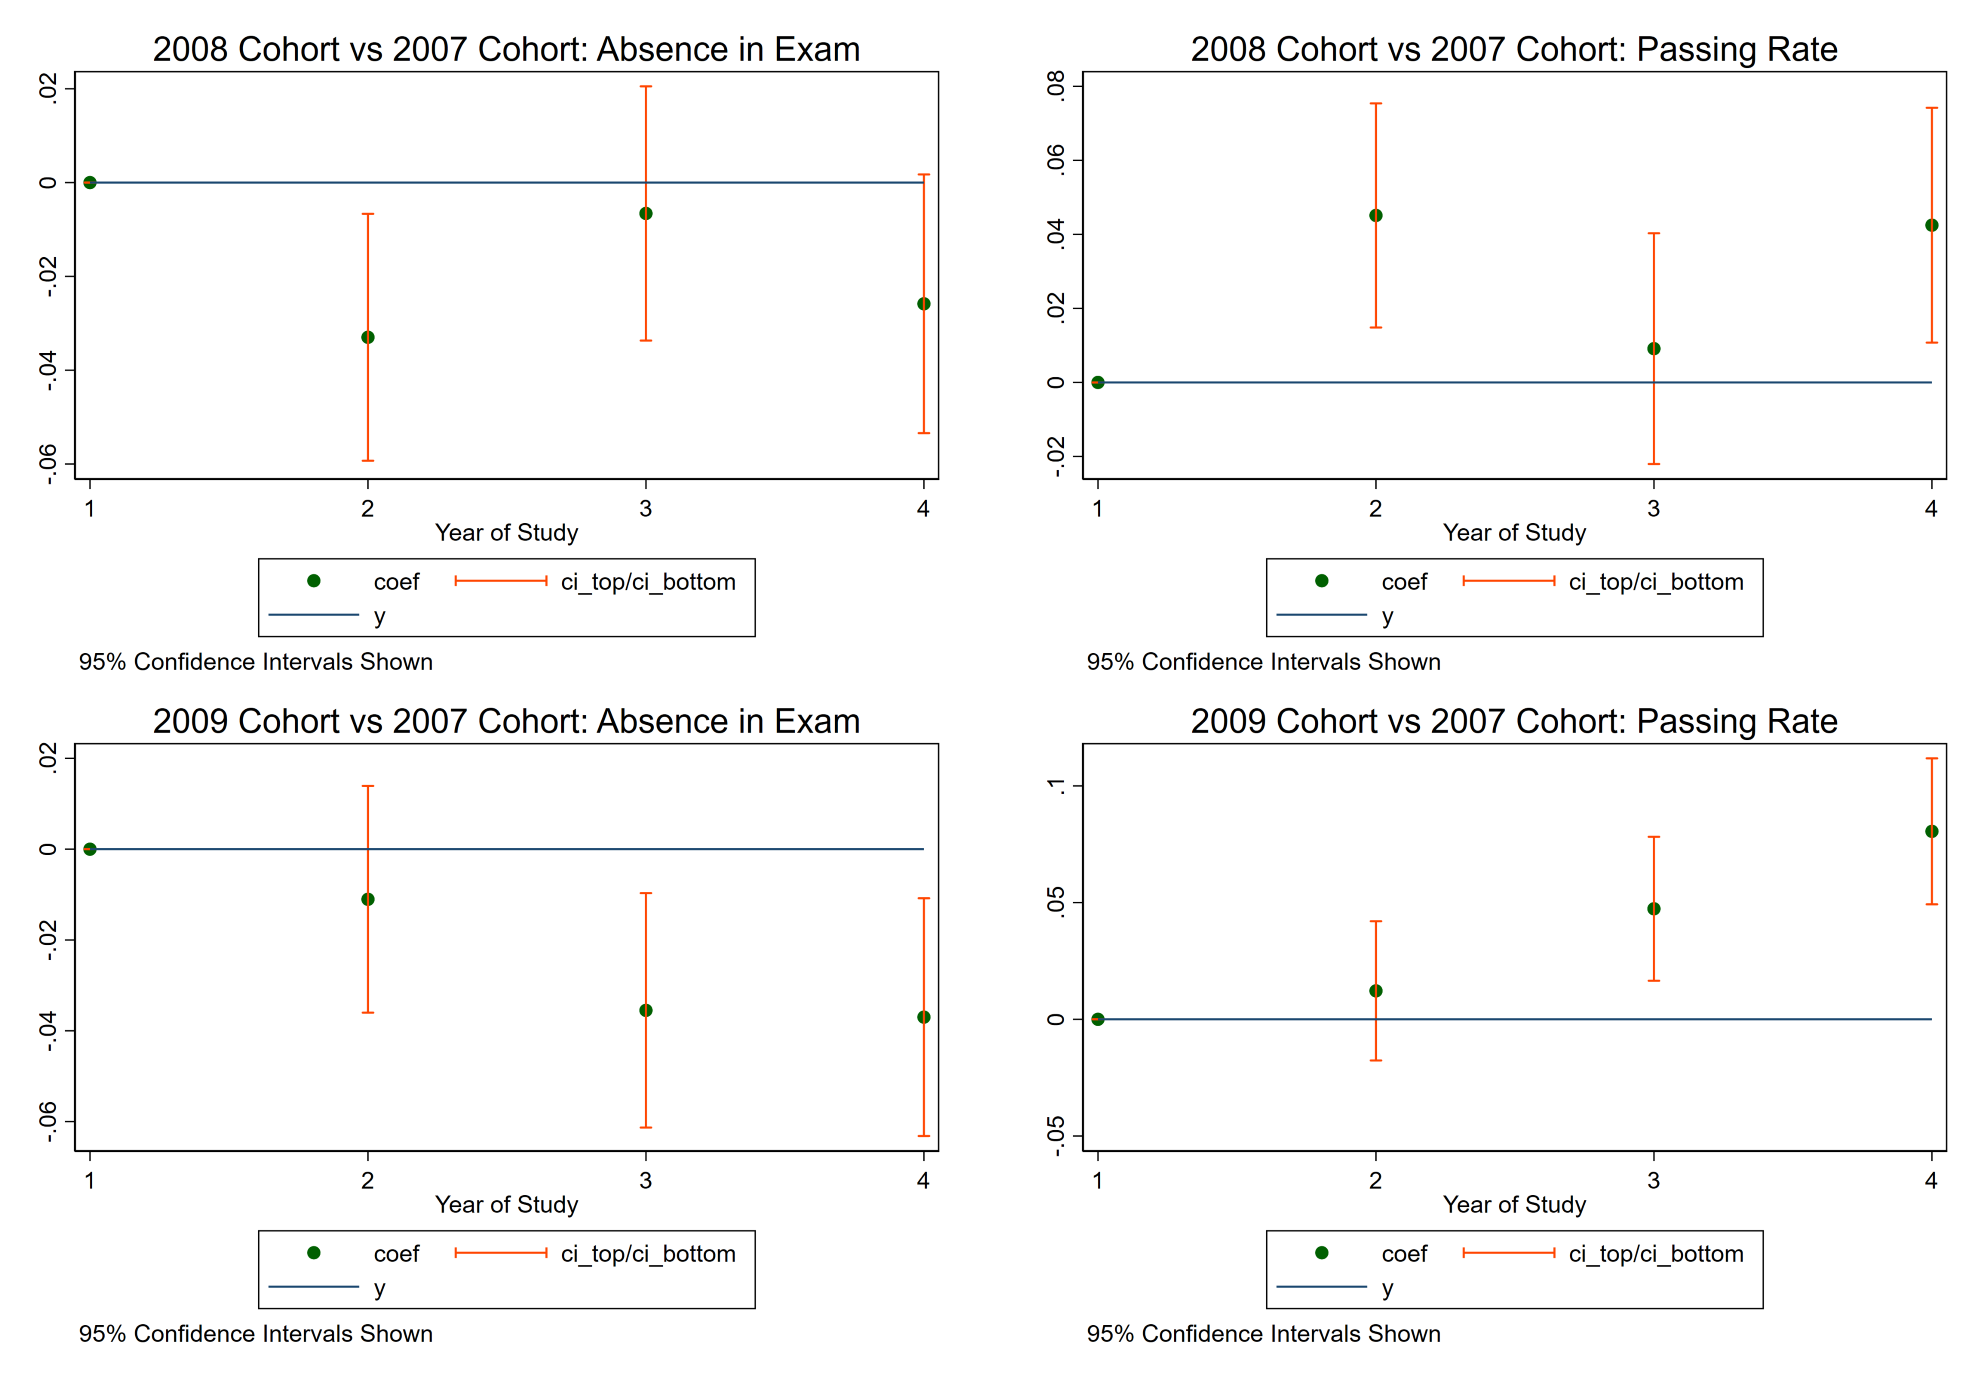 2008 Cohort vs 2007 Cohort: Absence in Exam
.02
0
-.02
-.04
-.06
1 2 3 4
Year of Study
coef ci_top/ci_bottom
y
95% Confidence Intervals Shown
2008 Cohort vs 2007 Cohort: Passing Rate
.08
.06
.04
.02
0
-.02
1 2 3 4
Year of Study
coef ci_top/ci_bottom
y
95% Confidence Intervals Shown
2009 Cohort vs 2007 Cohort: Absence in Exam
.02
0
-.02
-.04
-.06
1 2 3 4
Year of Study
coef ci_top/ci_bottom
y
95% Confidence Intervals Shown
2009 Cohort vs 2007 Cohort: Passing Rate
.1
.05
0
-.05
1 2 3 4
Year of Study
coef ci_top/ci_bottom
y
95% Confidence Intervals Shown